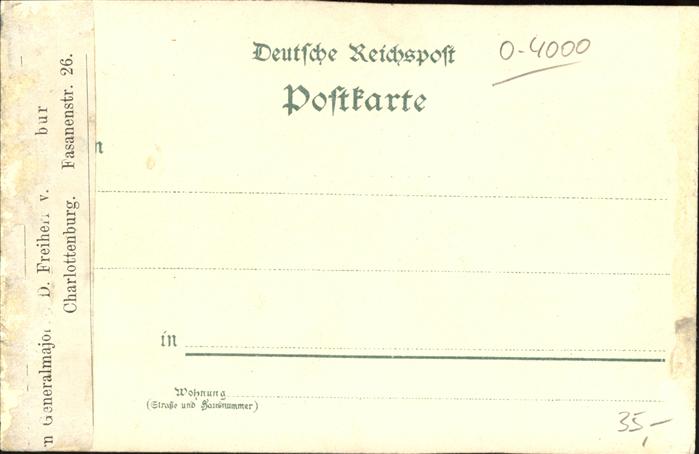 Deutsche Reichspost
Postkarte
0-4000
n
in
Wohnung
(Straße und Hausnummer)
35,-
n Generalmajor D. Freiherr v. bur
Charlottenburg. Fasanenstr. 26.